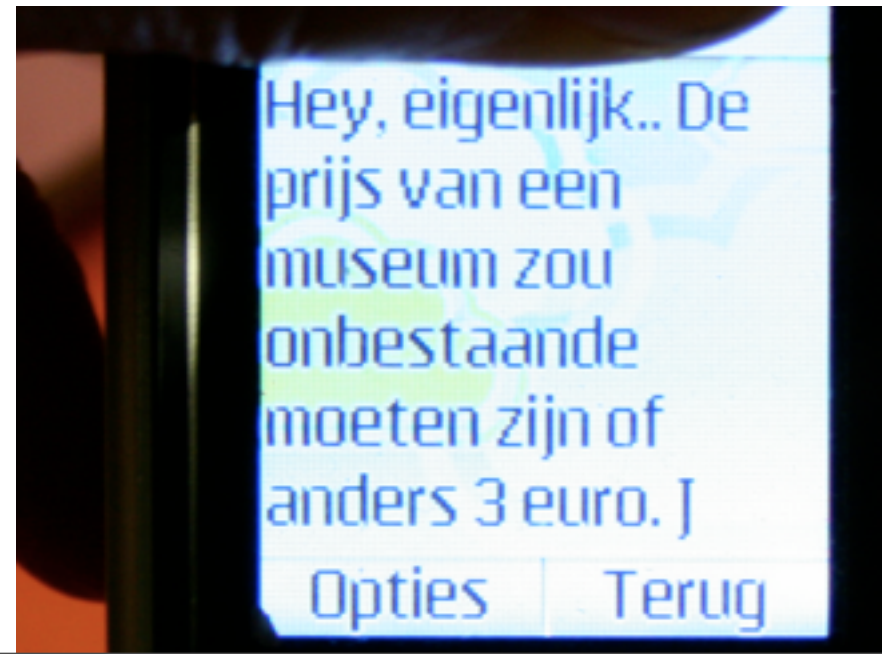 Hey, eigenlijk.. De
prijs van een
museum zou
onbestaande
moeten zijn of
anders 3 euro. J
Opties Terug